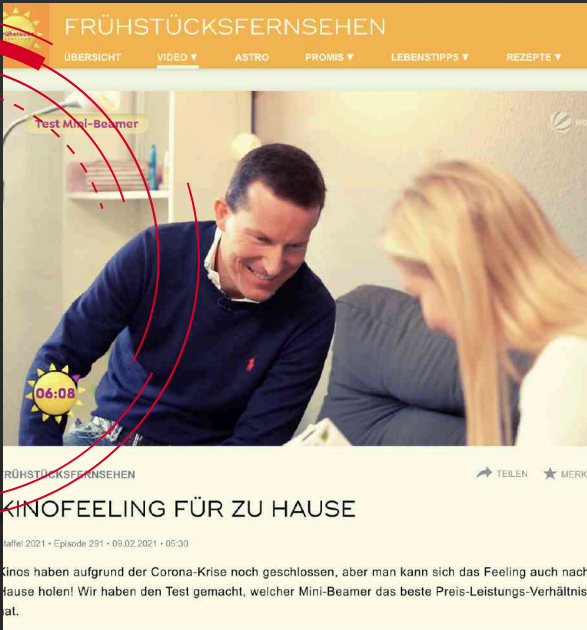 FRÜHSTÜCKSFERNSEHEN
ÜBERSICHT VIDEO ▼ ASTRO PROMIS ▼ LEBENSTIPPS ▼ REZEPTE ▼
Test Mini-Beamer
06:08
FRÜHSTÜCKSFERNSEHEN TEILEN MERK
KINOFEELING FÜR ZU HAUSE
taffel 2021 • Episode 291 • 09.02.2021 • 05:30
Kinos haben aufgrund der Corona-Krise noch geschlossen, aber man kann sich das Feeling auch nach
Hause holen! Wir haben den Test gemacht, welcher Mini-Beamer das beste Preis-Leistungs-Verhältnis
hat.